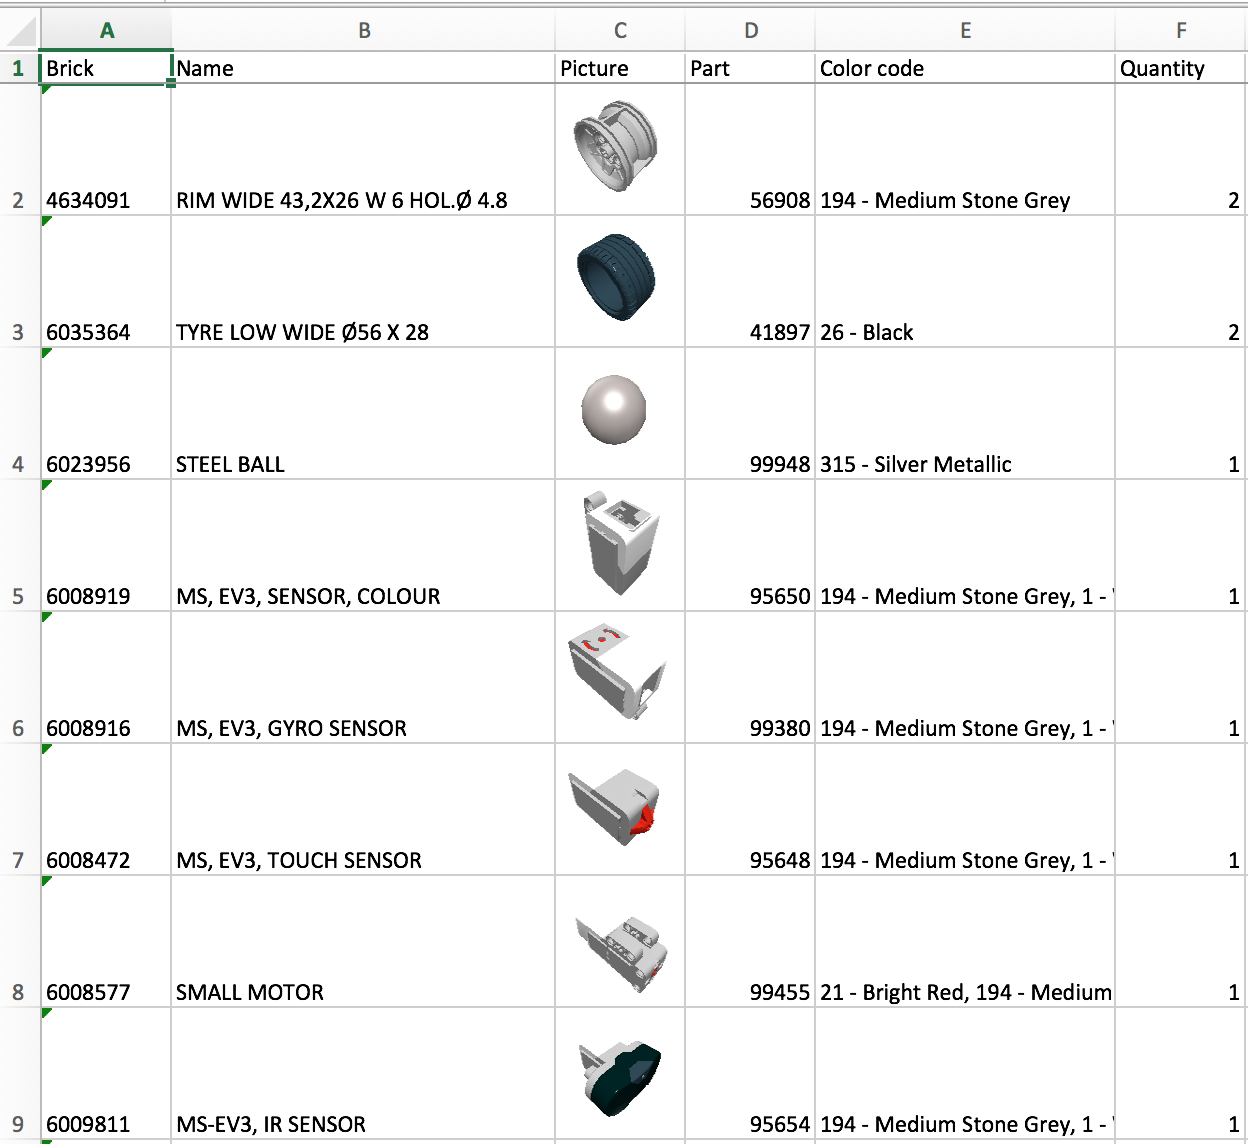 A B C D E F
1 Brick Name Picture Part Color code Quantity
2 4634091 RIM WIDE 43,2X26 W 6 HOL.Ø 4.8 56908 194 - Medium Stone Grey 2
3 6035364 TYRE LOW WIDE Ø56 X 28 41897 26 - Black 2
4 6023956 STEEL BALL 99948 315 - Silver Metallic 1
5 6008919 MS, EV3, SENSOR, COLOUR 95650 194 - Medium Stone Grey, 1 - 1
6 6008916 MS, EV3, GYRO SENSOR 99380 194 - Medium Stone Grey, 1 - 1
7 6008472 MS, EV3, TOUCH SENSOR 95648 194 - Medium Stone Grey, 1 - 1
8 6008577 SMALL MOTOR 99455 21 - Bright Red, 194 - Medium 1
9 6009811 MS-EV3, IR SENSOR 95654 194 - Medium Stone Grey, 1 - 1